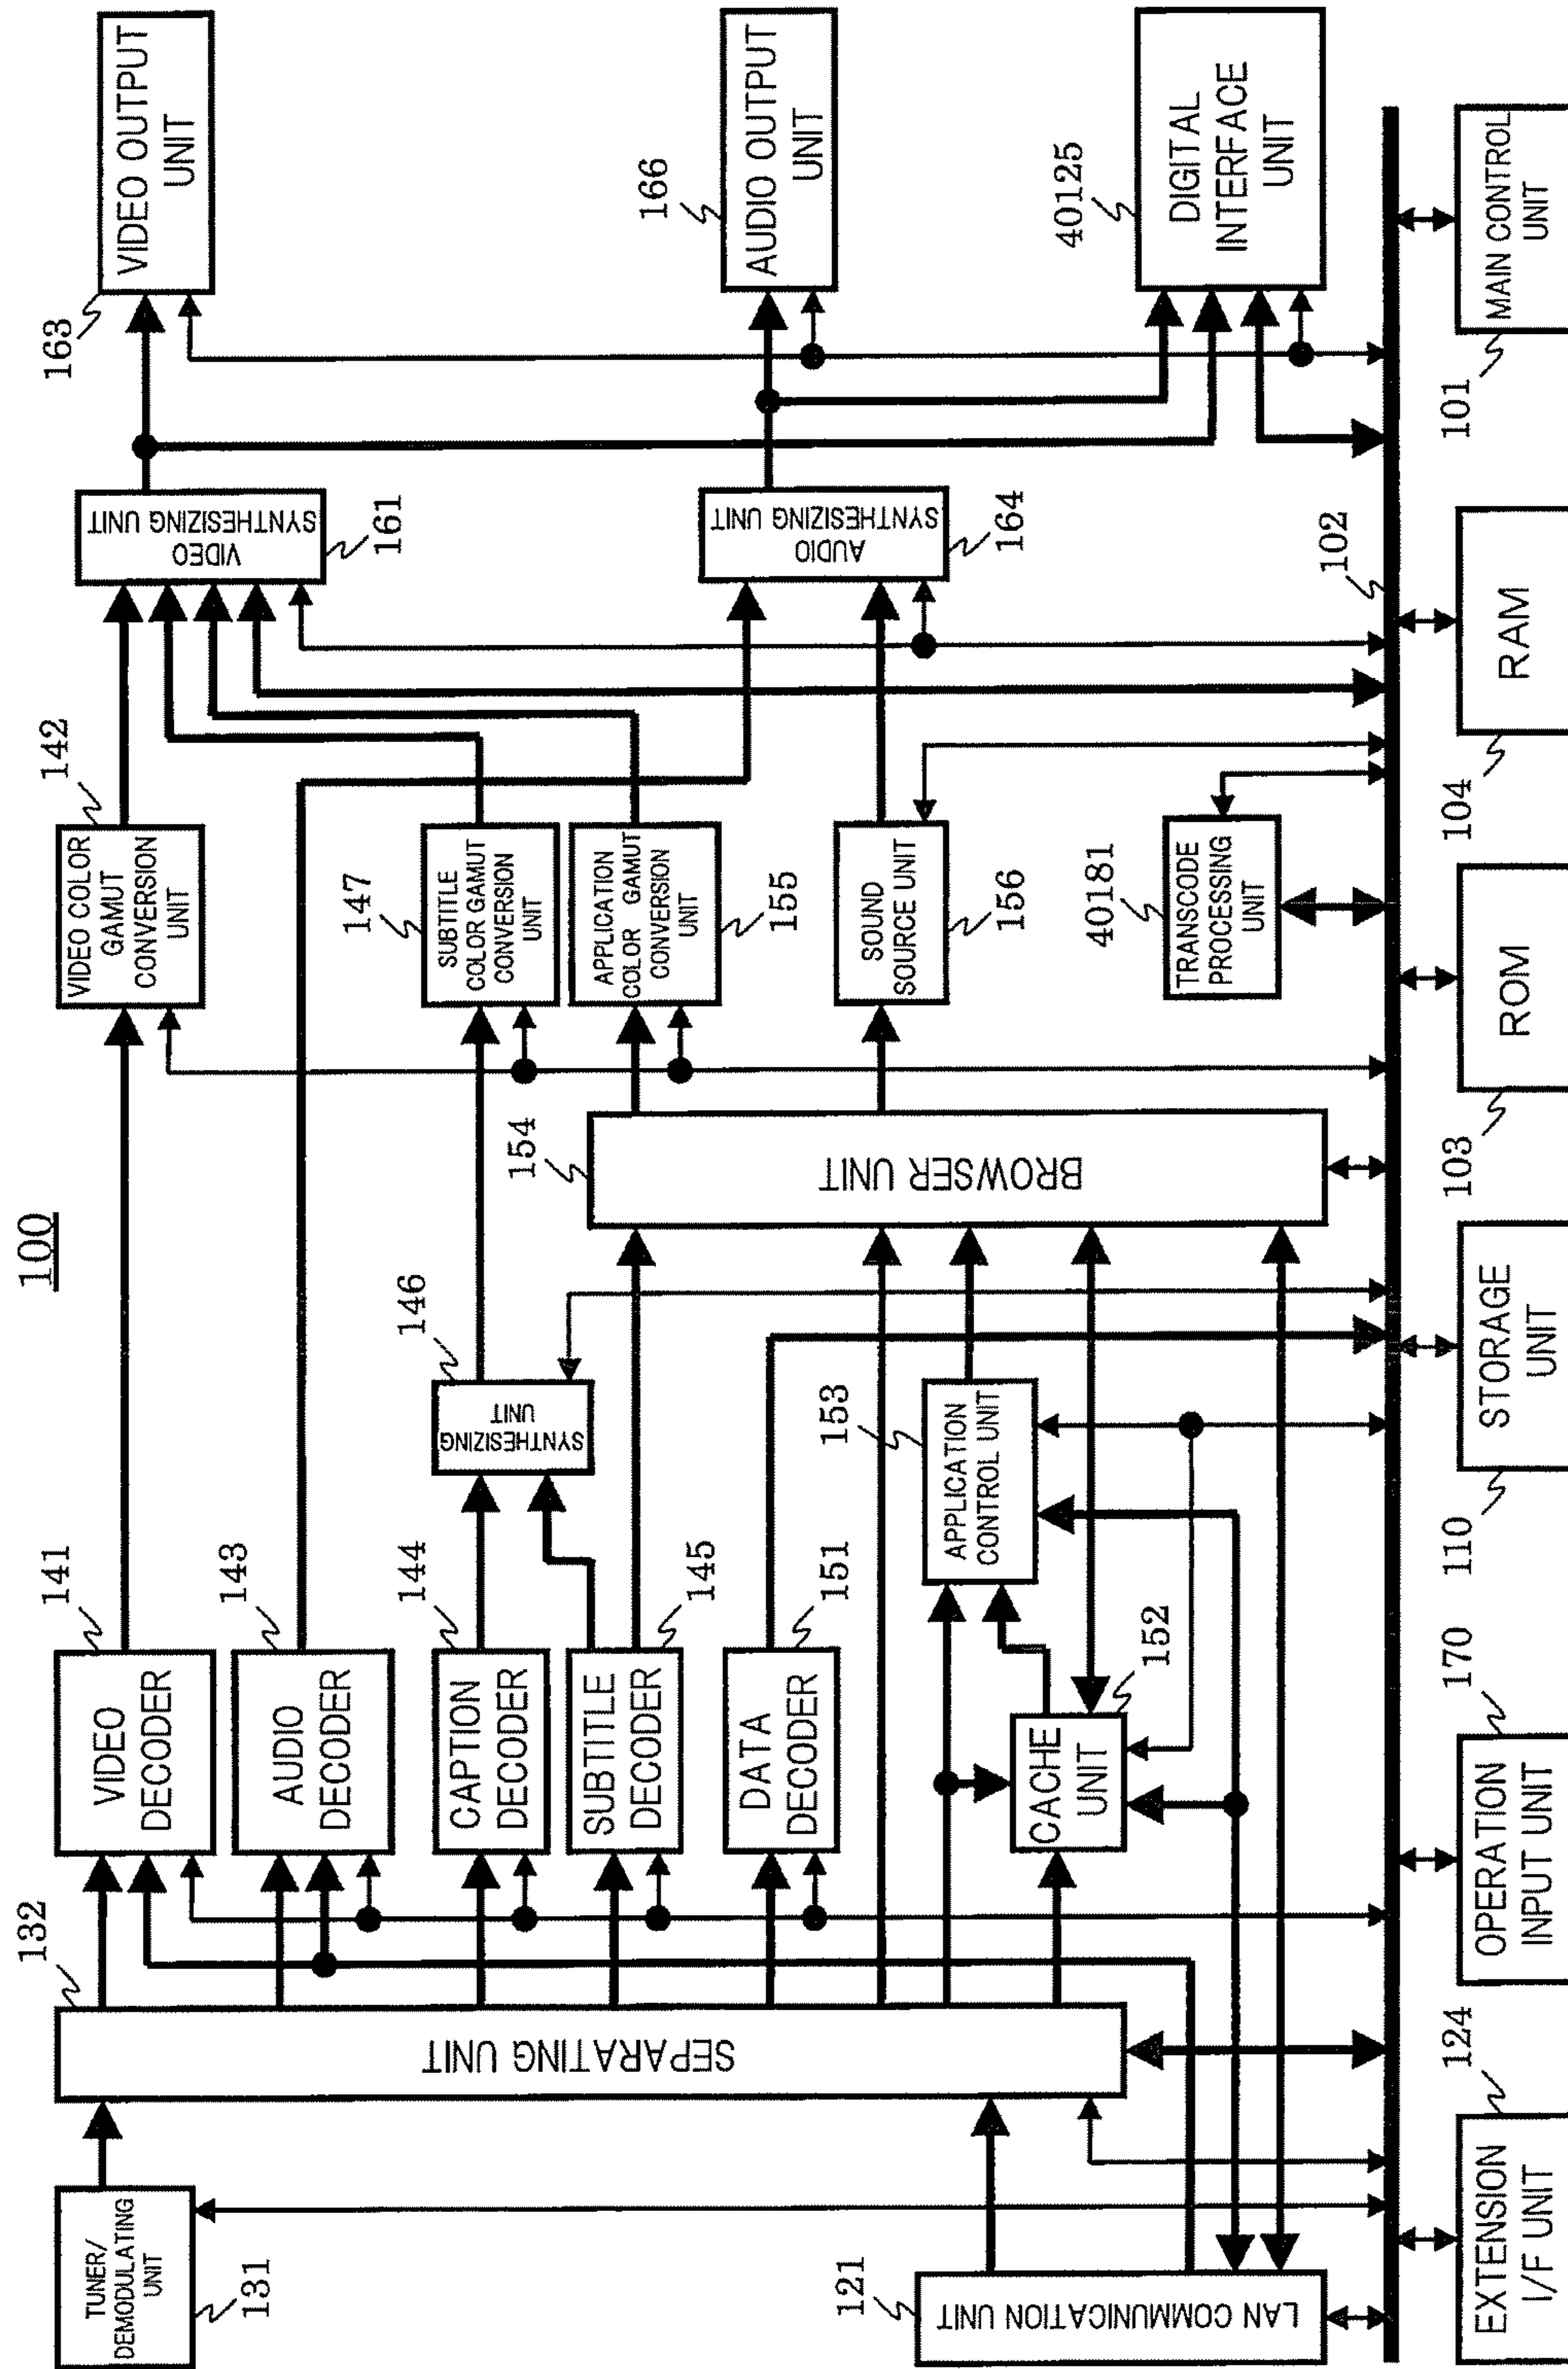 100
TUNER/
DEMODULATING
UNIT
131
LAN COMMUNICATION UNIT
121
SEPARATING UNIT
132
VIDEO
DECODER
141
AUDIO
DECODER
143
CAPTION
DECODER
144
SUBTITLE
DECODER
145
DATA
DECODER
151
CACHE
UNIT
152
APPLICATION
CONTROL UNIT
153
SYNTHESIZING
UNIT
146
BROWSER UNIT
154
VIDEO COLOR
GAMUT
CONVERSION
UNIT
142
SUBTITLE
COLOR GAMUT
CONVERSION
UNIT
147
APPLICATION
COLOR GAMUT
CONVERSION
UNIT
155
SOUND
SOURCE UNIT
156
TRANSCODE
PROCESSING
UNIT
40181
VIDEO
SYNTHESIZING UNIT
161
AUDIO
SYNTHESIZING UNIT
164
VIDEO OUTPUT
UNIT
163
AUDIO OUTPUT
UNIT
166
DIGITAL
INTERFACE
UNIT
40125
102
EXTENSION
I/F UNIT
124
OPERATION
INPUT UNIT
170
STORAGE
UNIT
110
ROM
103
RAM
104
MAIN CONTROL
UNIT
101